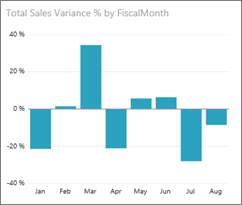 Total Sales Variance % by FiscalMonth
40 %
20 %
0 %
-20 %
-40 %
Jan Feb Mar Apr May Jun Jul Aug